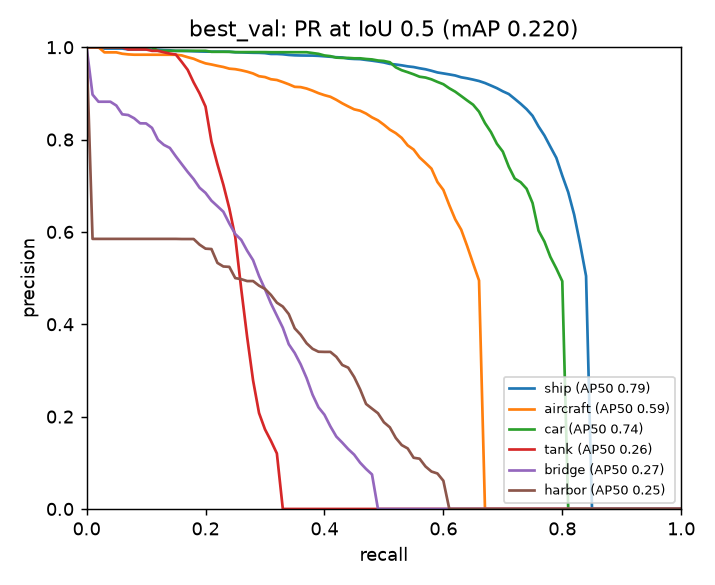 best_val: PR at IoU 0.5 (mAP 0.220)
1.0
0.8
0.6
0.4
0.2
0.0
precision
0.0 0.2 0.4 0.6 0.8 1.0
recall
ship (AP50 0.79)
aircraft (AP50 0.59)
car (AP50 0.74)
tank (AP50 0.26)
bridge (AP50 0.27)
harbor (AP50 0.25)